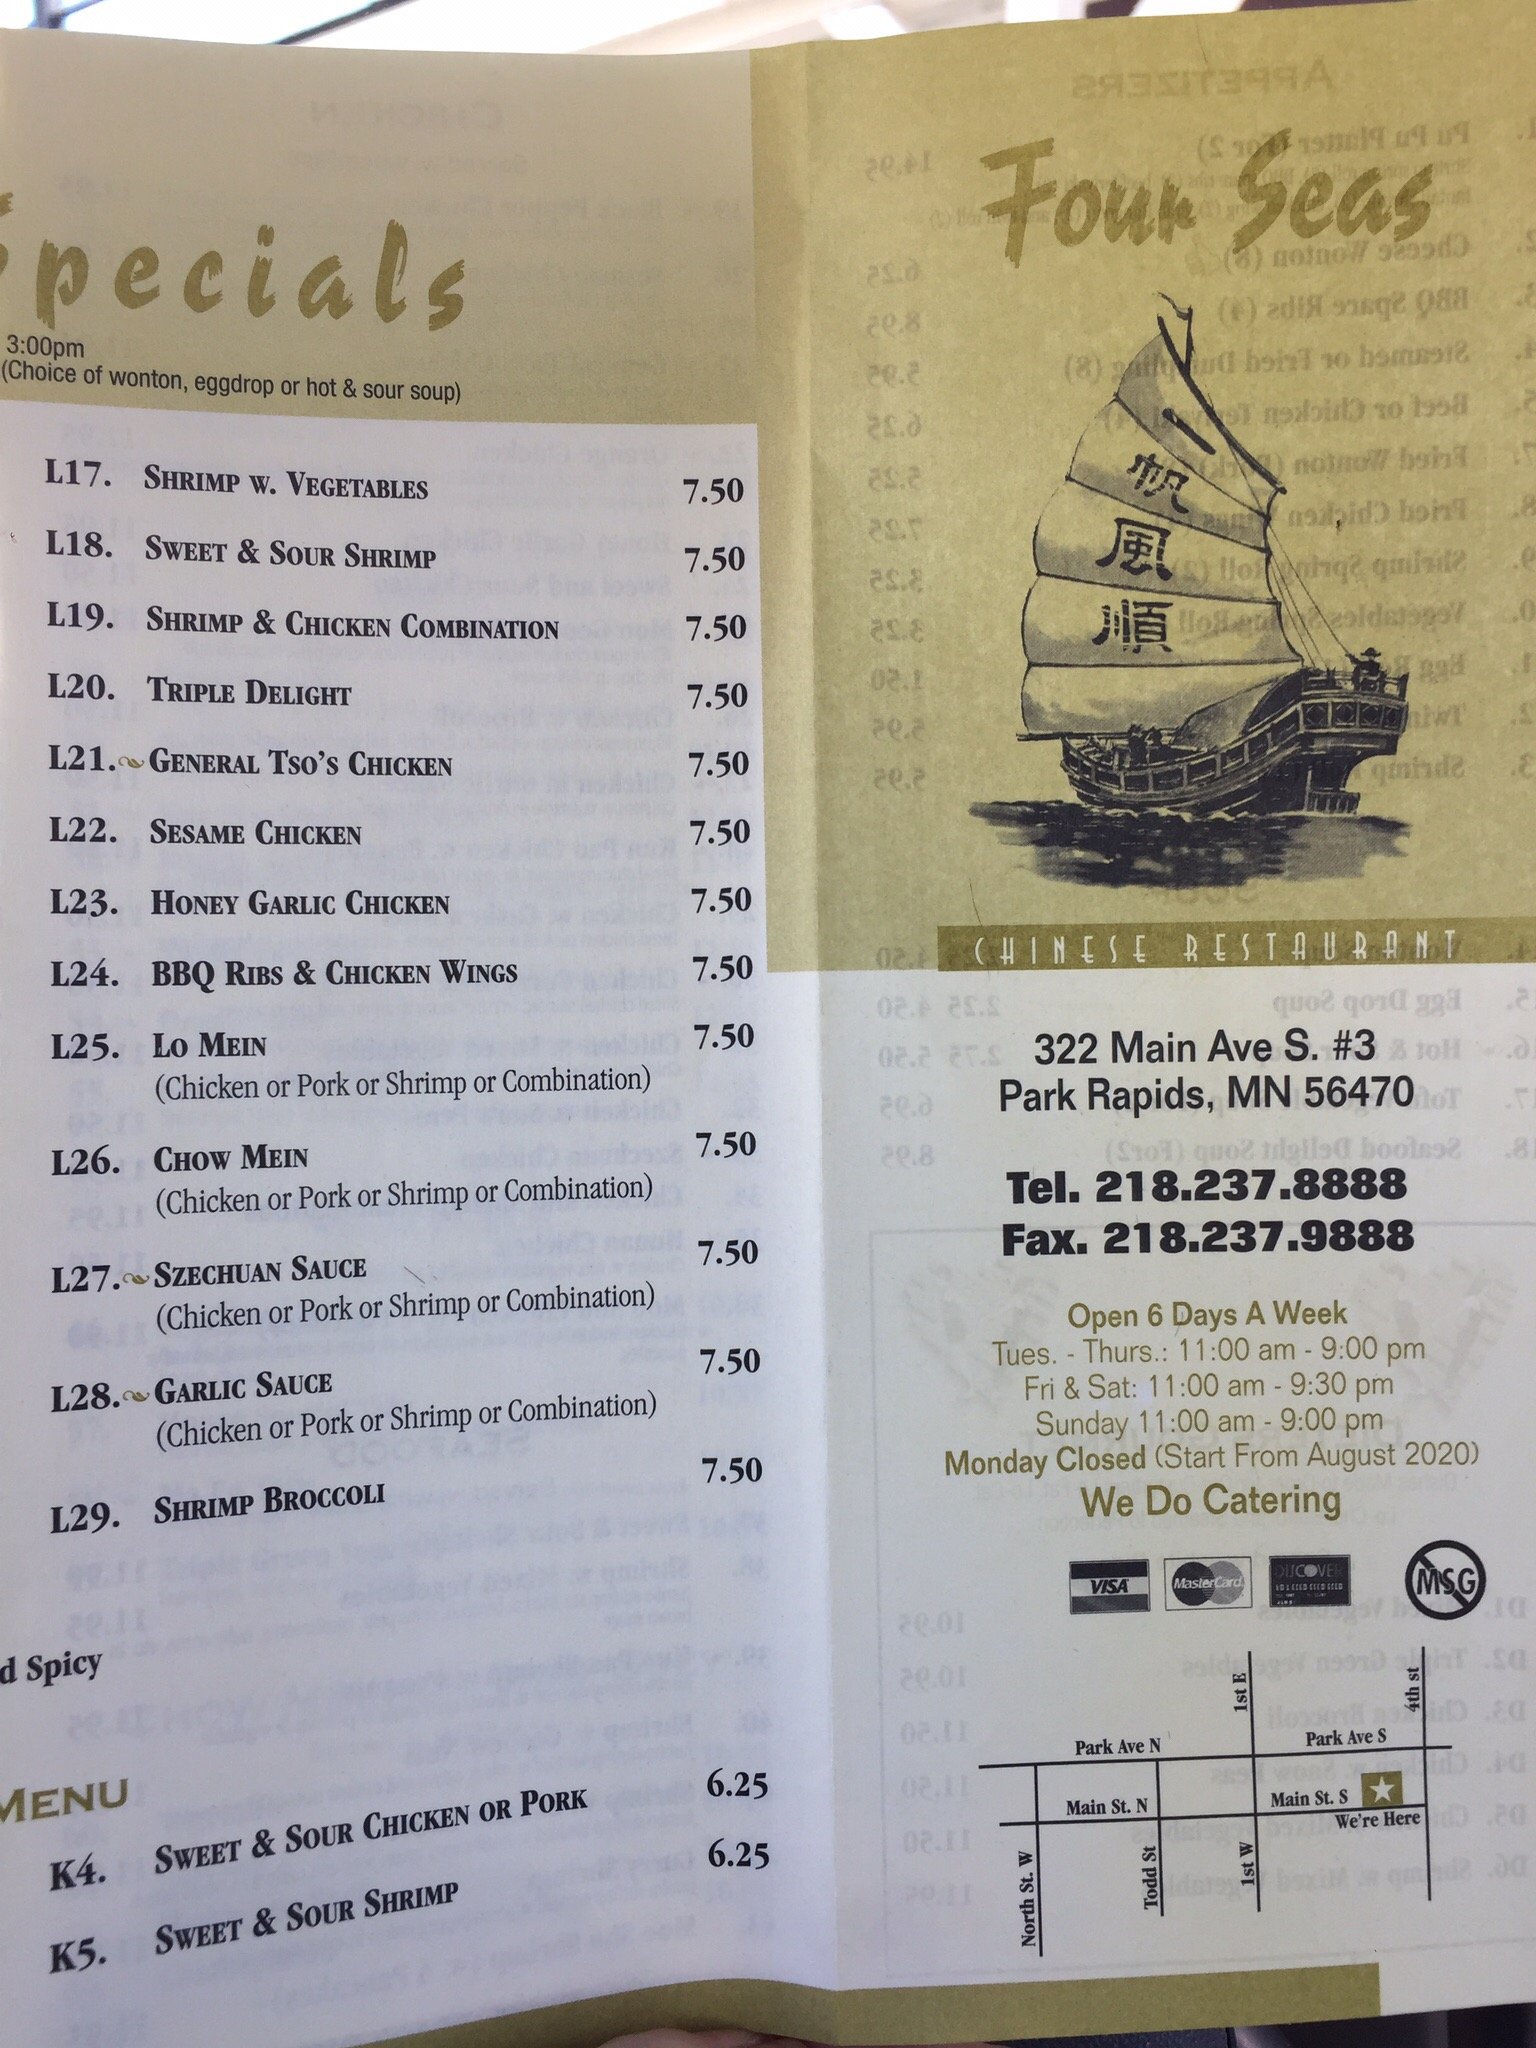 Specials
3:00pm
(Choice of wonton, eggdrop or hot & sour soup)
L17. SHRIMP W. VEGETABLES 7.50
L18. SWEET & SOUR SHRIMP 7.50
L19. SHRIMP & CHICKEN COMBINATION 7.50
L20. TRIPLE DELIGHT 7.50
L21. GENERAL TSO'S CHICKEN 7.50
L22. SESAME CHICKEN 7.50
L23. HONEY GARLIC CHICKEN 7.50
L24. BBQ RIBS & CHICKEN WINGS 7.50
L25. LO MEIN 7.50
(Chicken or Pork or Shrimp or Combination)
L26. CHOW MEIN 7.50
(Chicken or Pork or Shrimp or Combination)
L27. SZECHUAN SAUCE 7.50
(Chicken or Pork or Shrimp or Combination)
L28. GARLIC SAUCE 7.50
(Chicken or Pork or Shrimp or Combination)
L29. SHRIMP BROCCOLI 7.50
d Spicy
MENU
K4. SWEET & SOUR CHICKEN OR PORK 6.25
K5. SWEET & SOUR SHRIMP 6.25
Four Seas
一
帆
風
順
CHINESE RESTAURANT
322 Main Ave S. #3
Park Rapids, MN 56470
Tel. 218.237.8888
Fax. 218.237.9888
Open 6 Days A Week
Tues. - Thurs.: 11:00 am - 9:00 pm
Fri & Sat: 11:00 am - 9:30 pm
Sunday 11:00 am - 9:00 pm
Monday Closed (Start From August 2020)
We Do Catering
VISA MasterCard DISCOVER MSG
1st E
4th st
Park Ave N
Park Ave S
Main St. N
Main St. S
We're Here
North St. W
Todd St
1st W